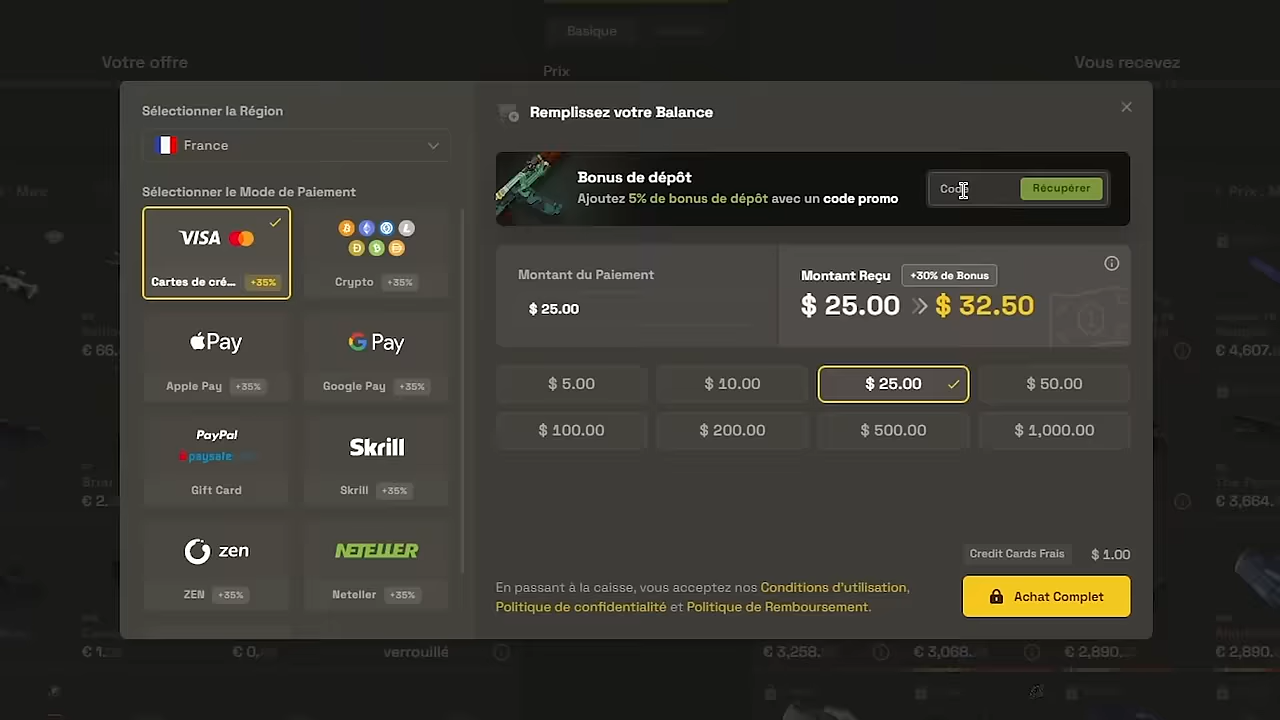 Basique
Votre offre
Vous recevez
Prix
Sélectionner la Région
France
Sélectionner le Mode de Paiement
VISA
Cartes de cré... +35%
Crypto +35%
Pay
Apple Pay +35%
G Pay
Google Pay +35%
PayPal
paysafe
Gift Card
Skrill
Skrill +35%
zen
ZEN +35%
NETELLER
Neteller +35%
Remplissez votre Balance
Bonus de dépôt
Ajoutez 5% de bonus de dépôt avec un code promo
Récupérer
Montant du Paiement
$ 25.00
Montant Reçu +30% de Bonus
$ 25.00 » $ 32.50
$ 5.00
$ 10.00
$ 25.00
$ 50.00
$ 100.00
$ 200.00
$ 500.00
$ 1,000.00
Credit Cards Frais $ 1.00
En passant à la caisse, vous acceptez nos Conditions d'utilisation,
Politique de confidentialité et Politique de Remboursement.
Achat Complet
€ 4,607.
€ 3,664.
verrouillé
€ 3,258.
€ 3,068.
€ 2,890.
€ 2,890.